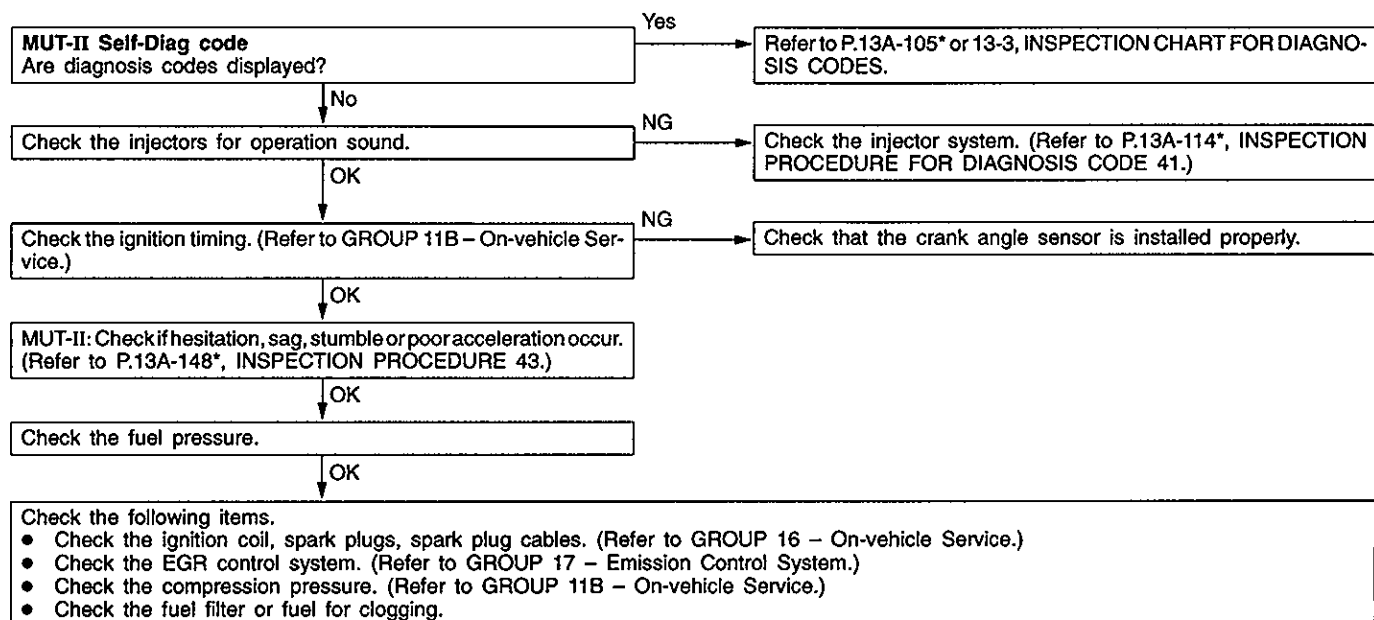 Yes
MUT-II Self-Diag code
Are diagnosis codes displayed?
Refer to P.13A-105* or 13-3, INSPECTION CHART FOR DIAGNO-
SIS CODES.
No
Check the injectors for operation sound.
NG
Check the injector system. (Refer to P.13A-114*, INSPECTION
PROCEDURE FOR DIAGNOSIS CODE 41.)
OK
Check the ignition timing. (Refer to GROUP 11B – On-vehicle Ser-
vice.)
NG
Check that the crank angle sensor is installed properly.
OK
MUT-II: Check if hesitation, sag, stumble or poor acceleration occur.
(Refer to P.13A-148*, INSPECTION PROCEDURE 43.)
OK
Check the fuel pressure.
OK
Check the following items.
● Check the ignition coil, spark plugs, spark plug cables. (Refer to GROUP 16 – On-vehicle Service.)
● Check the EGR control system. (Refer to GROUP 17 – Emission Control System.)
● Check the compression pressure. (Refer to GROUP 11B – On-vehicle Service.)
● Check the fuel filter or fuel for clogging.